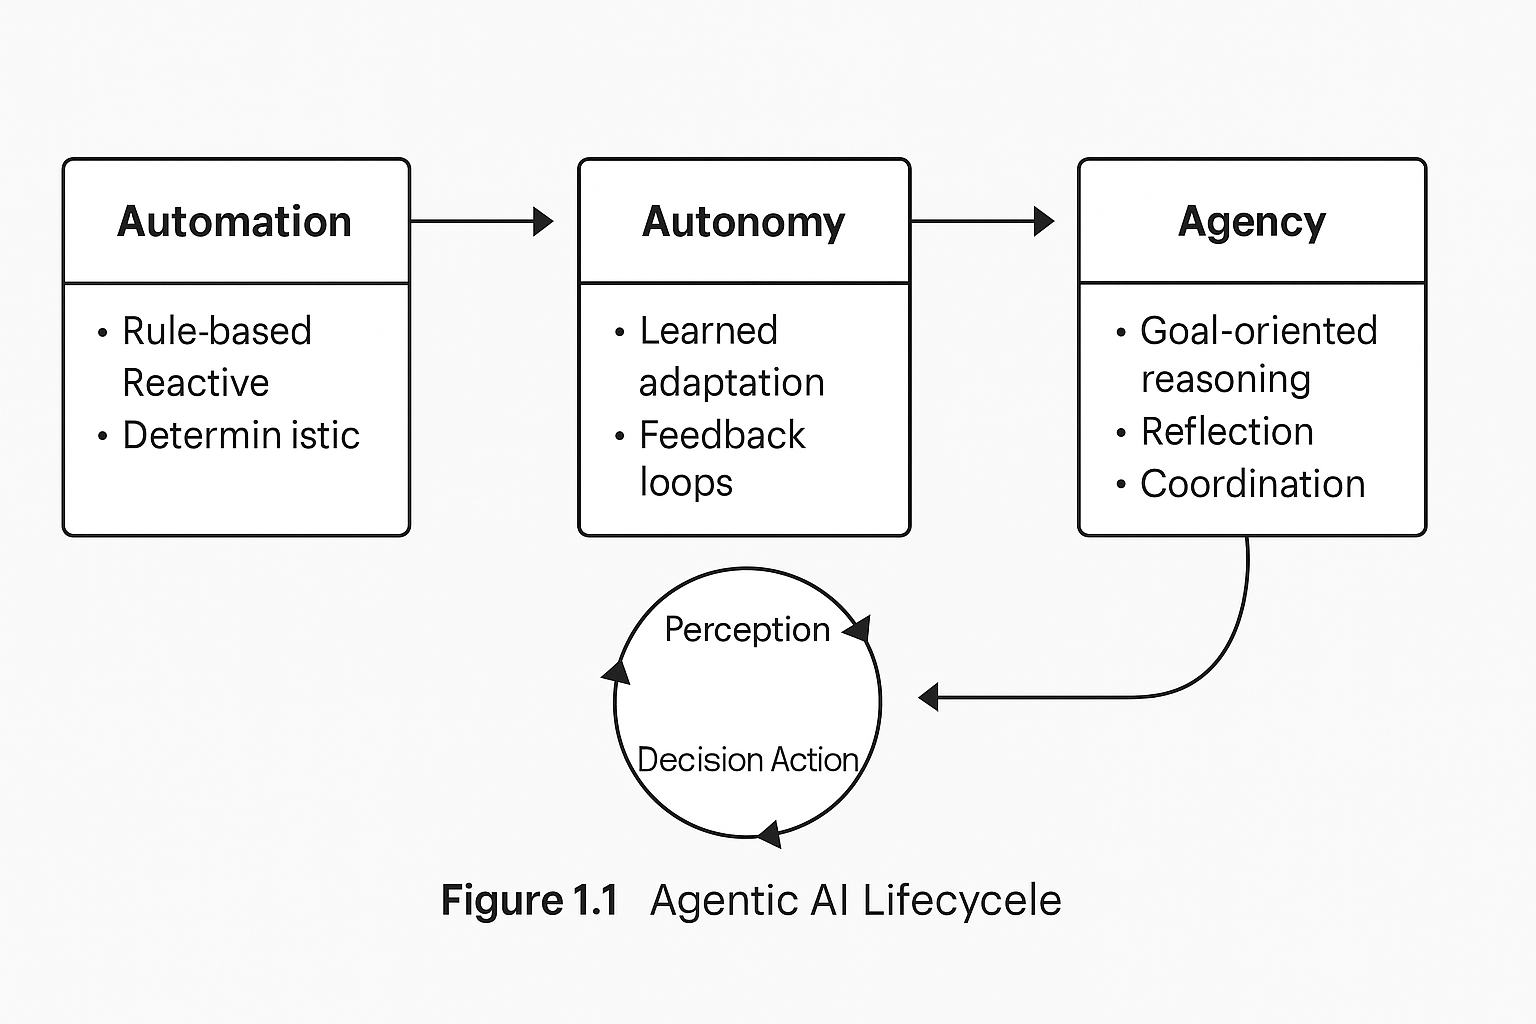 Automation
• Rule-based
Reactive
• Determin istic
Autonomy
• Learned
adaptation
• Feedback
loops
Agency
• Goal-oriented
reasoning
• Reflection
• Coordination
Perception
Decision Action
Figure 1.1 Agentic AI Lifecycele